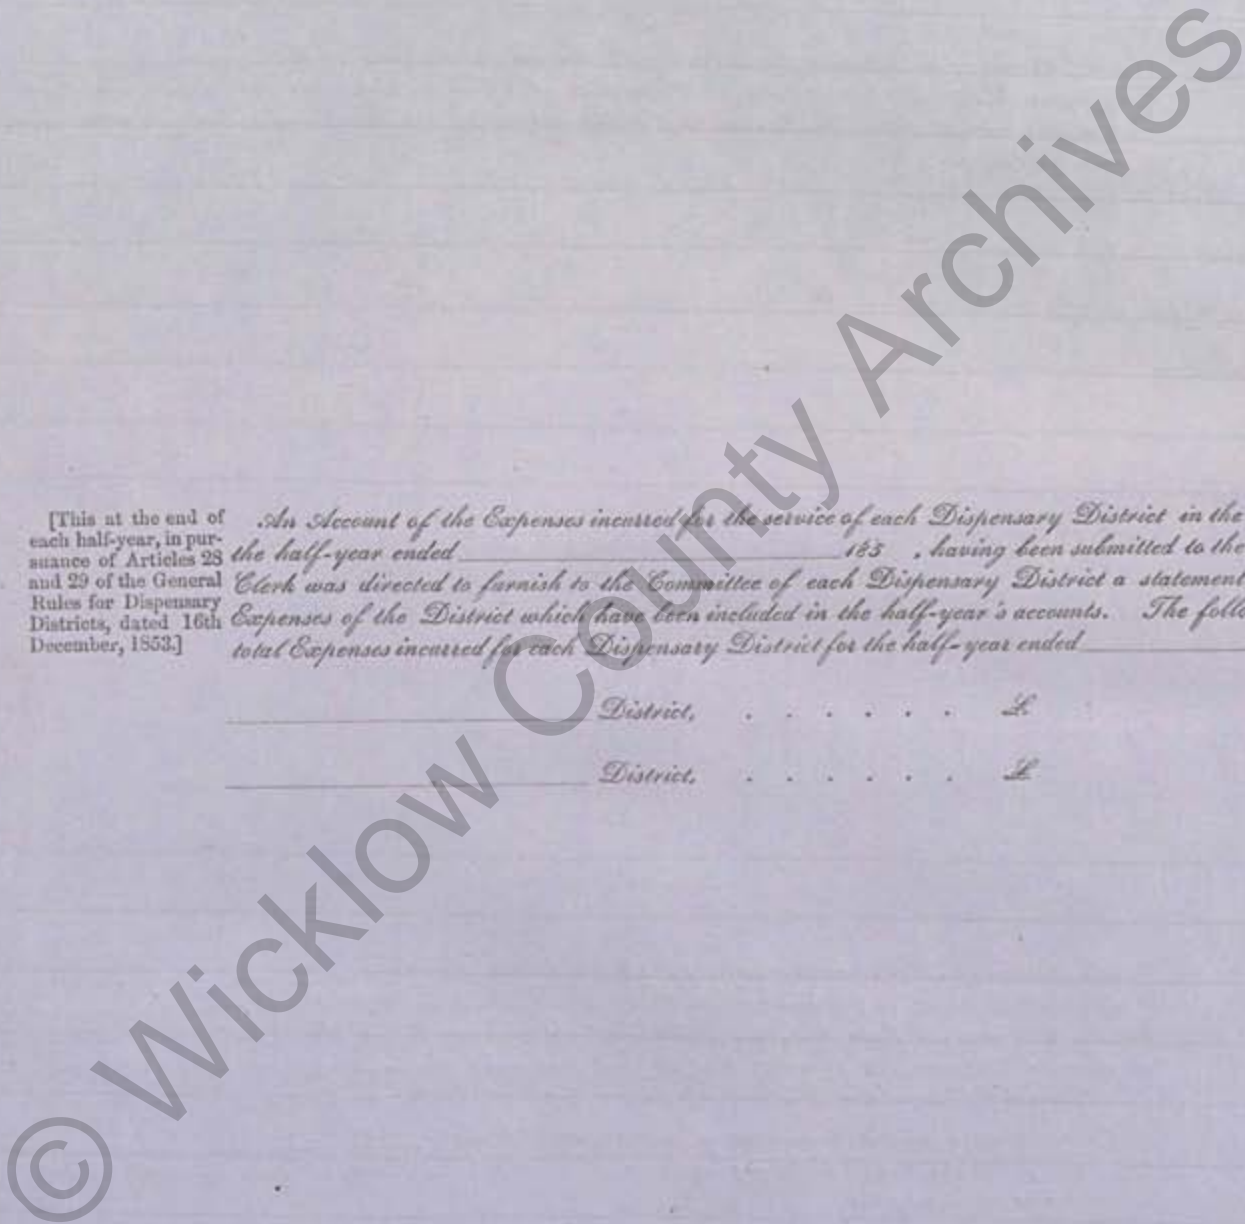 [This at the end of
each half-year, in pur-
suance of Articles 28
and 29 of the General
Rules for Dispensary
Districts, dated 16th
December, 1853.]
An Account of the Expenses incurred for the service of each Dispensary District in the
the half-year ended ____ 185 , having been submitted to the
Clerk was directed to furnish to the Committee of each Dispensary District a statement
Expenses of the District which have been included in the half-year's accounts. The follo
total Expenses incurred for each Dispensary District for the half-year ended ____
____ District, . . . . . . £
____ District, . . . . . . £
© Wicklow County Archives